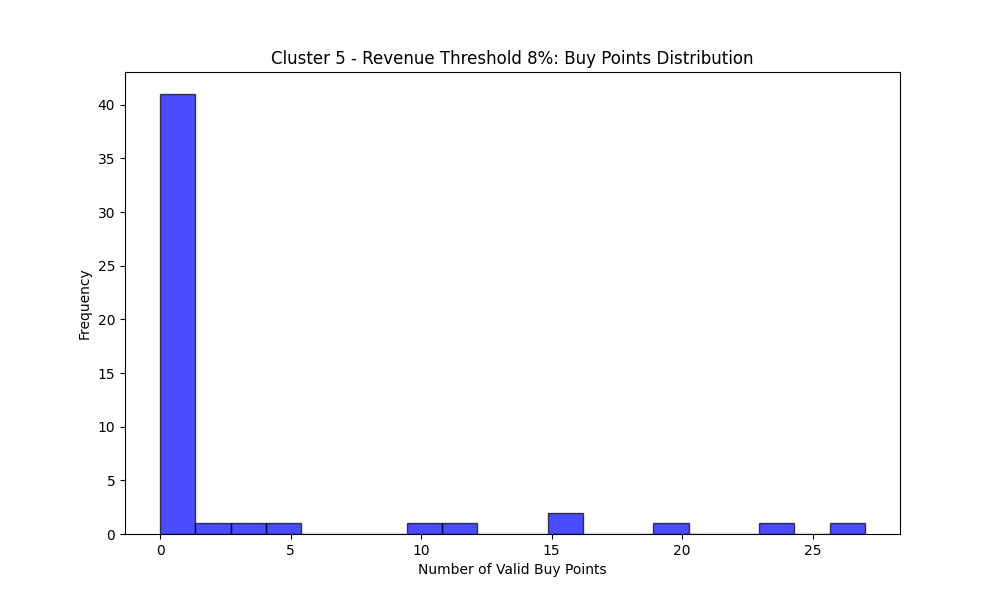 Cluster 5 - Revenue Threshold 8%: Buy Points Distribution
40
35
30
25
20
15
10
5
0
Frequency
0 5 10 15 20 25
Number of Valid Buy Points